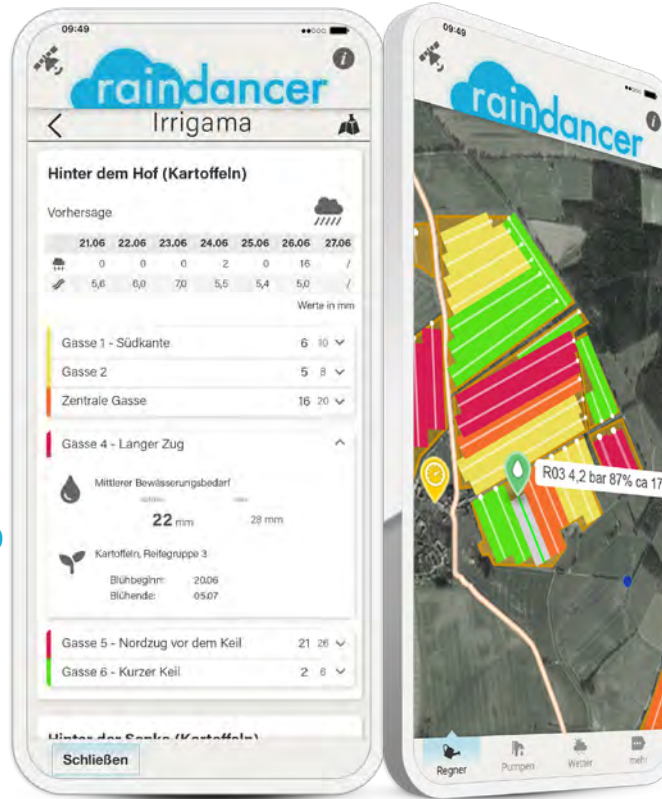 09:49
raindancer
Irrigama
Hinter dem Hof (Kartoffeln)
Vorhersage
21.06 22.06 23.06 24.06 25.06 26.06 27.06
0 0 0 2 0 16 /
5,6 6,0 7,0 5,5 5,4 5,0 /
Werte in mm
Gasse 1 - Südkante 6 10
Gasse 2 5 8
Zentrale Gasse 16 20
Gasse 4 - Langer Zug
Mittlerer Bewässerungsbedarf
22 mm 28 mm
Kartoffeln, Reifegruppe 3
Blühbeginn: 20.06
Blühende: 05.07
Gasse 5 - Nordzug vor dem Keil 21 26
Gasse 6 - Kurzer Keil 2 6
Schließen
09:49
raindancer
R03 4,2 bar 87% ca 17
Regner Pumpen Wetter mehr